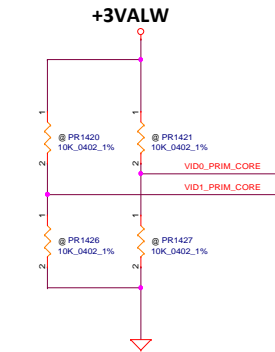 +3VALW
1
1
@ PR1420
@ PR1421
10K_0402_1%
10K_0402_1%
2
2
VID0_PRIM_CORE
VID1_PRIM_CORE
1
1
@ PR1426
@ PR1427
10K_0402_1%
10K_0402_1%
2
2